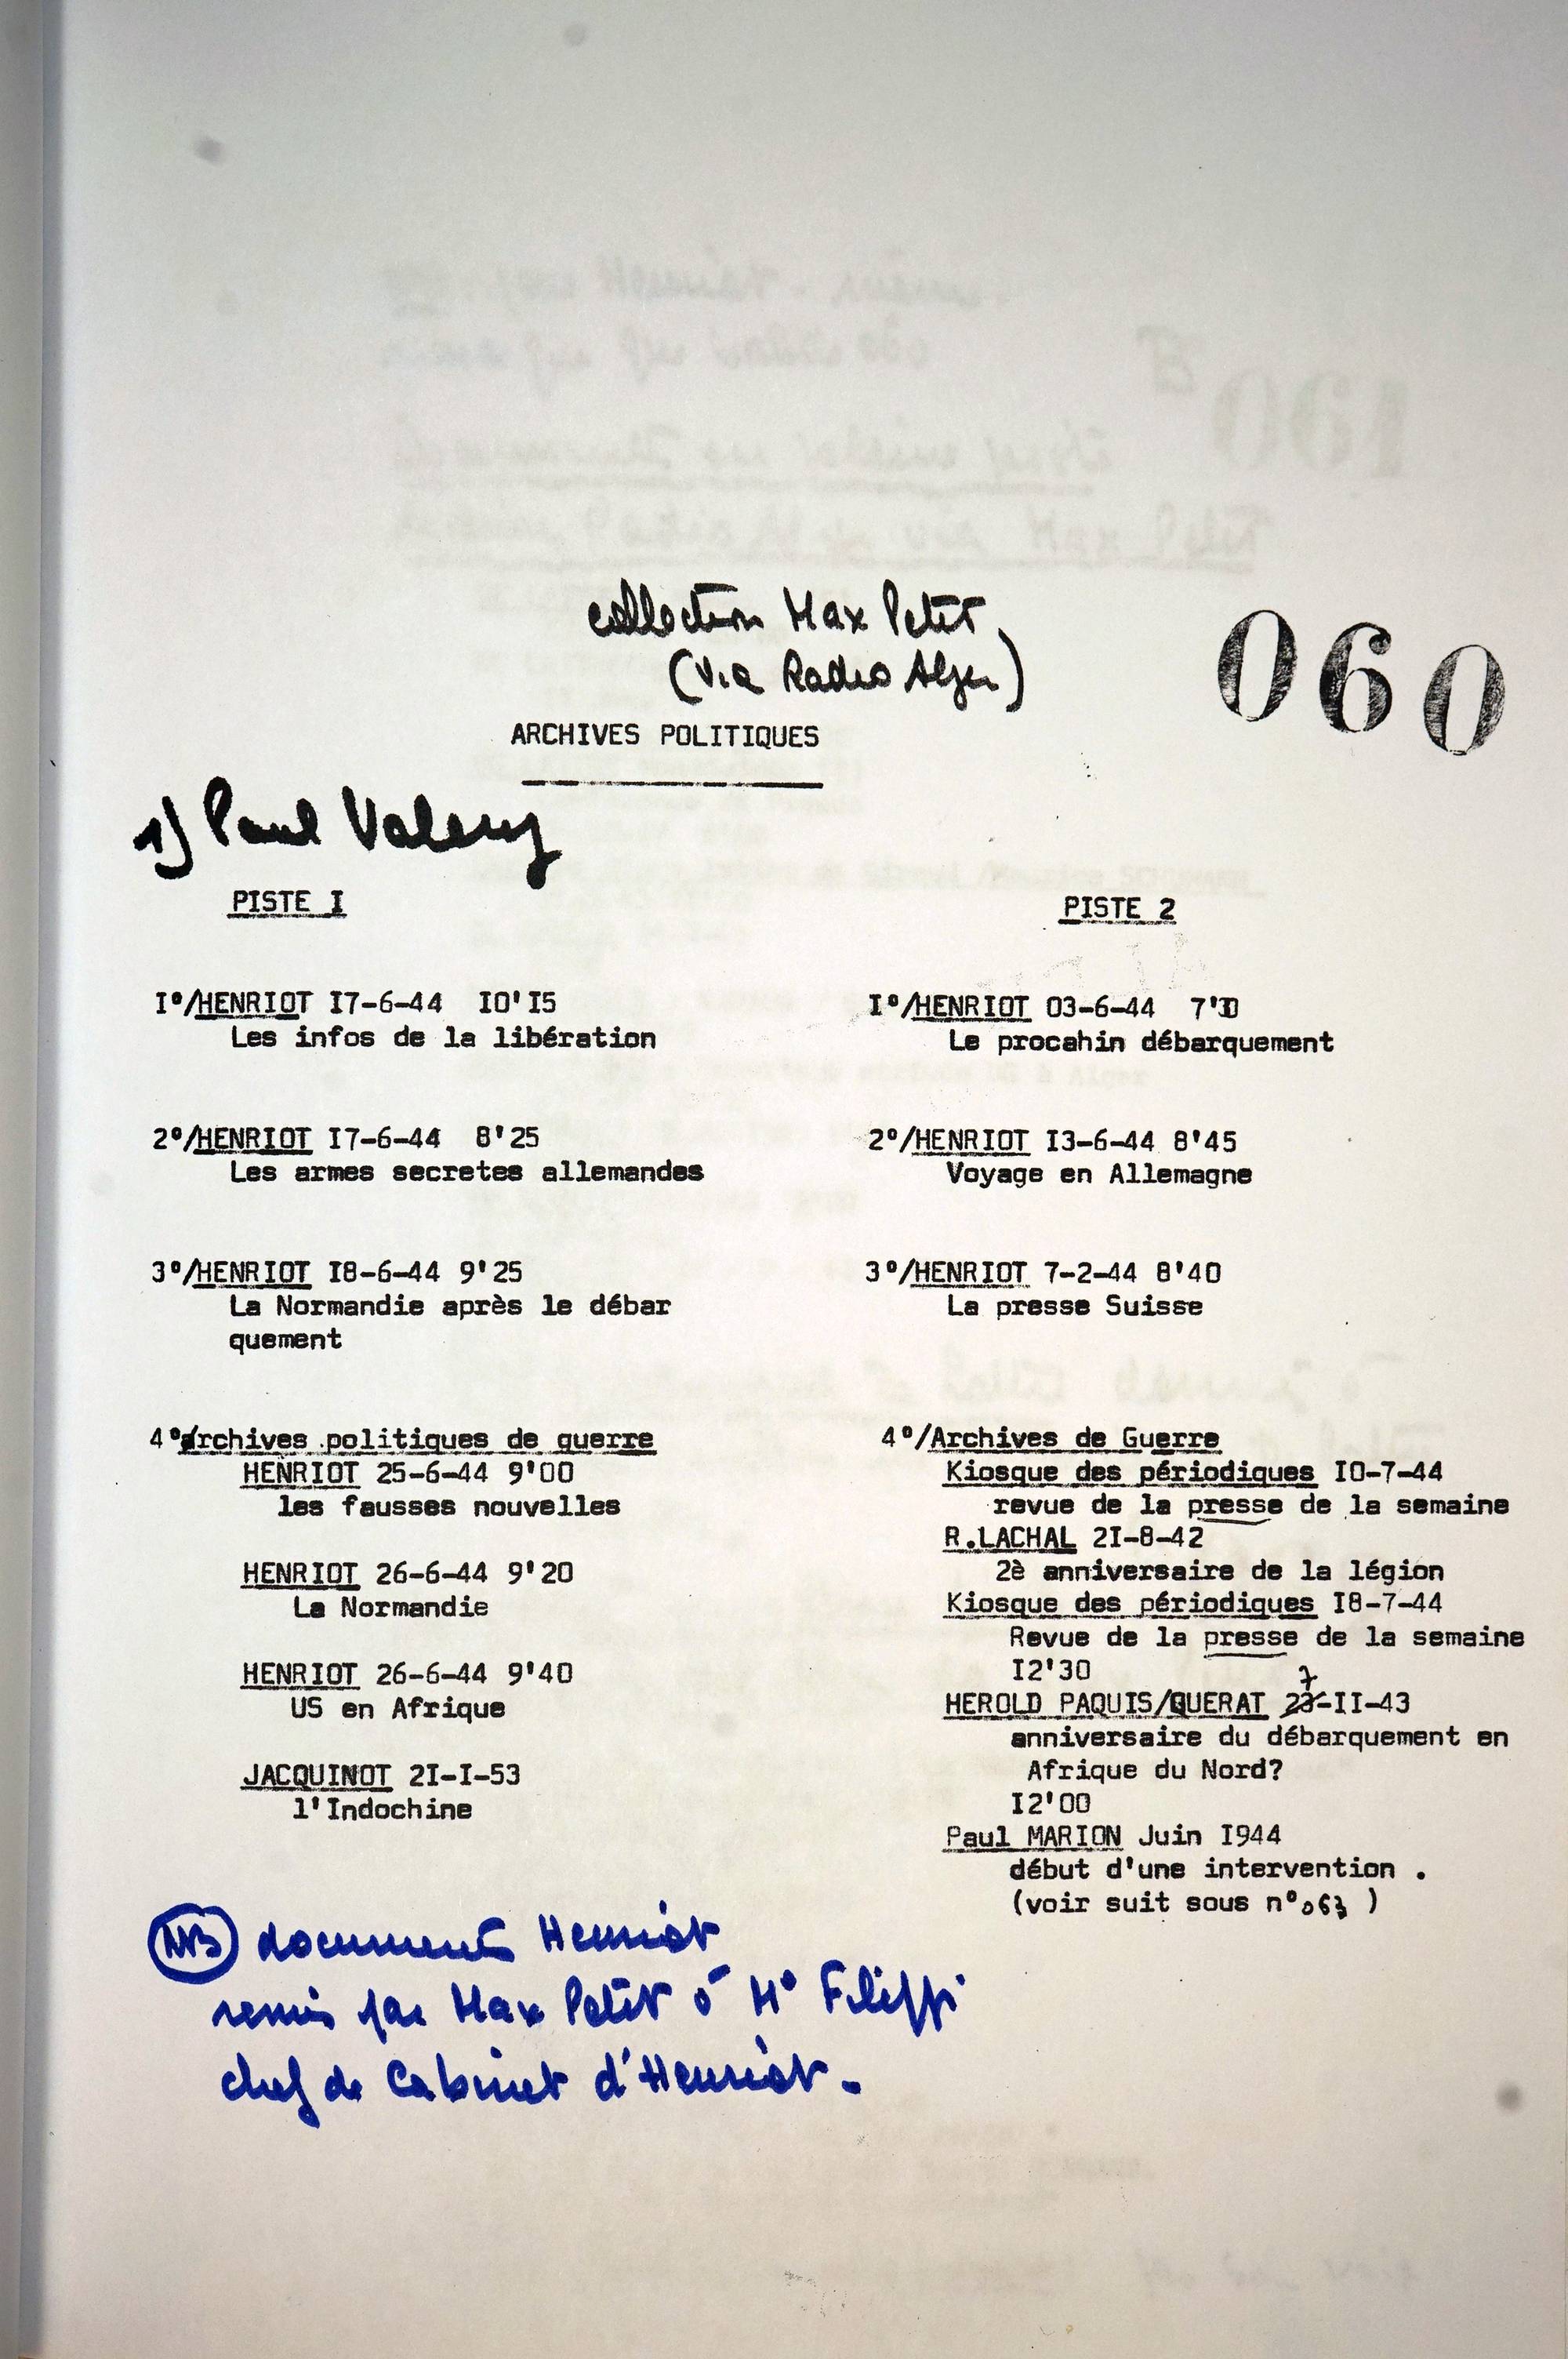 collection Max Petit
(via Radio Alger)
060
ARCHIVES POLITIQUES
1) Paul Valery
PISTE I
I°/HENRIOT I7-6-44 IO'I5
Les infos de la libération
2°/HENRIOT I7-6-44 8'25
Les armes secretes allemandes
3°/HENRIOT I8-6-44 9'25
La Normandie après le débar
quement
4°/Archives politiques de guerre
HENRIOT 25-6-44 9'00
les fausses nouvelles
HENRIOT 26-6-44 9'20
La Normandie
HENRIOT 26-6-44 9'40
US en Afrique
JACQUINOT 2I-I-53
l'Indochine
PISTE 2
I°/HENRIOT 03-6-44
Le procahin débarquement
2°/HENRIOT I3-6-44 8'45
Voyage en Allemagne
3°/HENRIOT 7-2-44 8'40
La presse Suisse
4°/Archives de Guerre
Kiosque des périodiques IO-7-44
revue de la presse de la semaine
R.LACHAL 2I-8-42
2è anniversaire de la légion
Kiosque des périodiques I8-7-44
Revue de la presse de la semaine
I2'30
HEROLD PAQUIS/QUERAT 7-II-43
anniversaire du débarquement en
Afrique du Nord?
I2'00
Paul MARION Juin I944
début d'une intervention .
(voir suit sous n°063 )
NB documents Henriot
remis par Max Petit à Mr Filippi
chef de Cabinet d'Henriot.